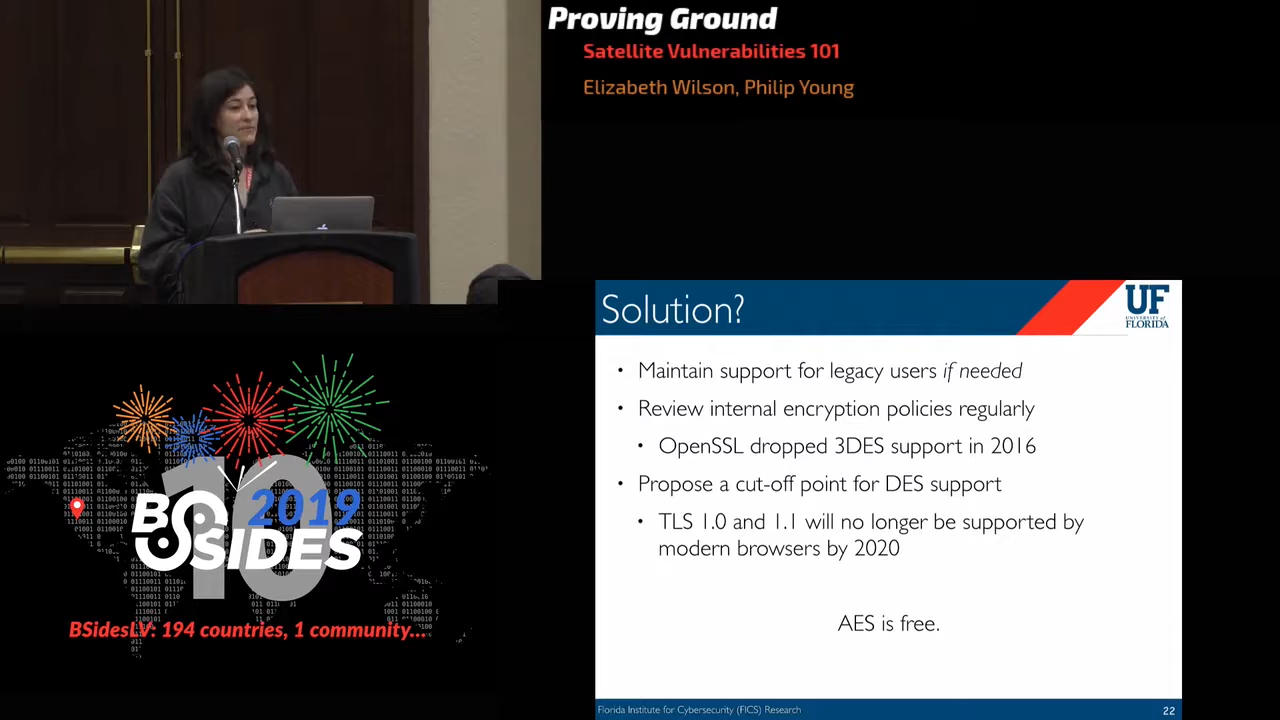 Proving Ground
Satellite Vulnerabilities 101
Elizabeth Wilson, Philip Young
Solution?
UF
UNIVERSITY of
FLORIDA
• Maintain support for legacy users if needed
• Review internal encryption policies regularly
• OpenSSL dropped 3DES support in 2016
• Propose a cut-off point for DES support
• TLS 1.0 and 1.1 will no longer be supported by
modern browsers by 2020
AES is free.
Florida Institute for Cybersecurity (FICS) Research
22
10
2019
BSIDES
BSidesLV: 194 countries, 1 community...